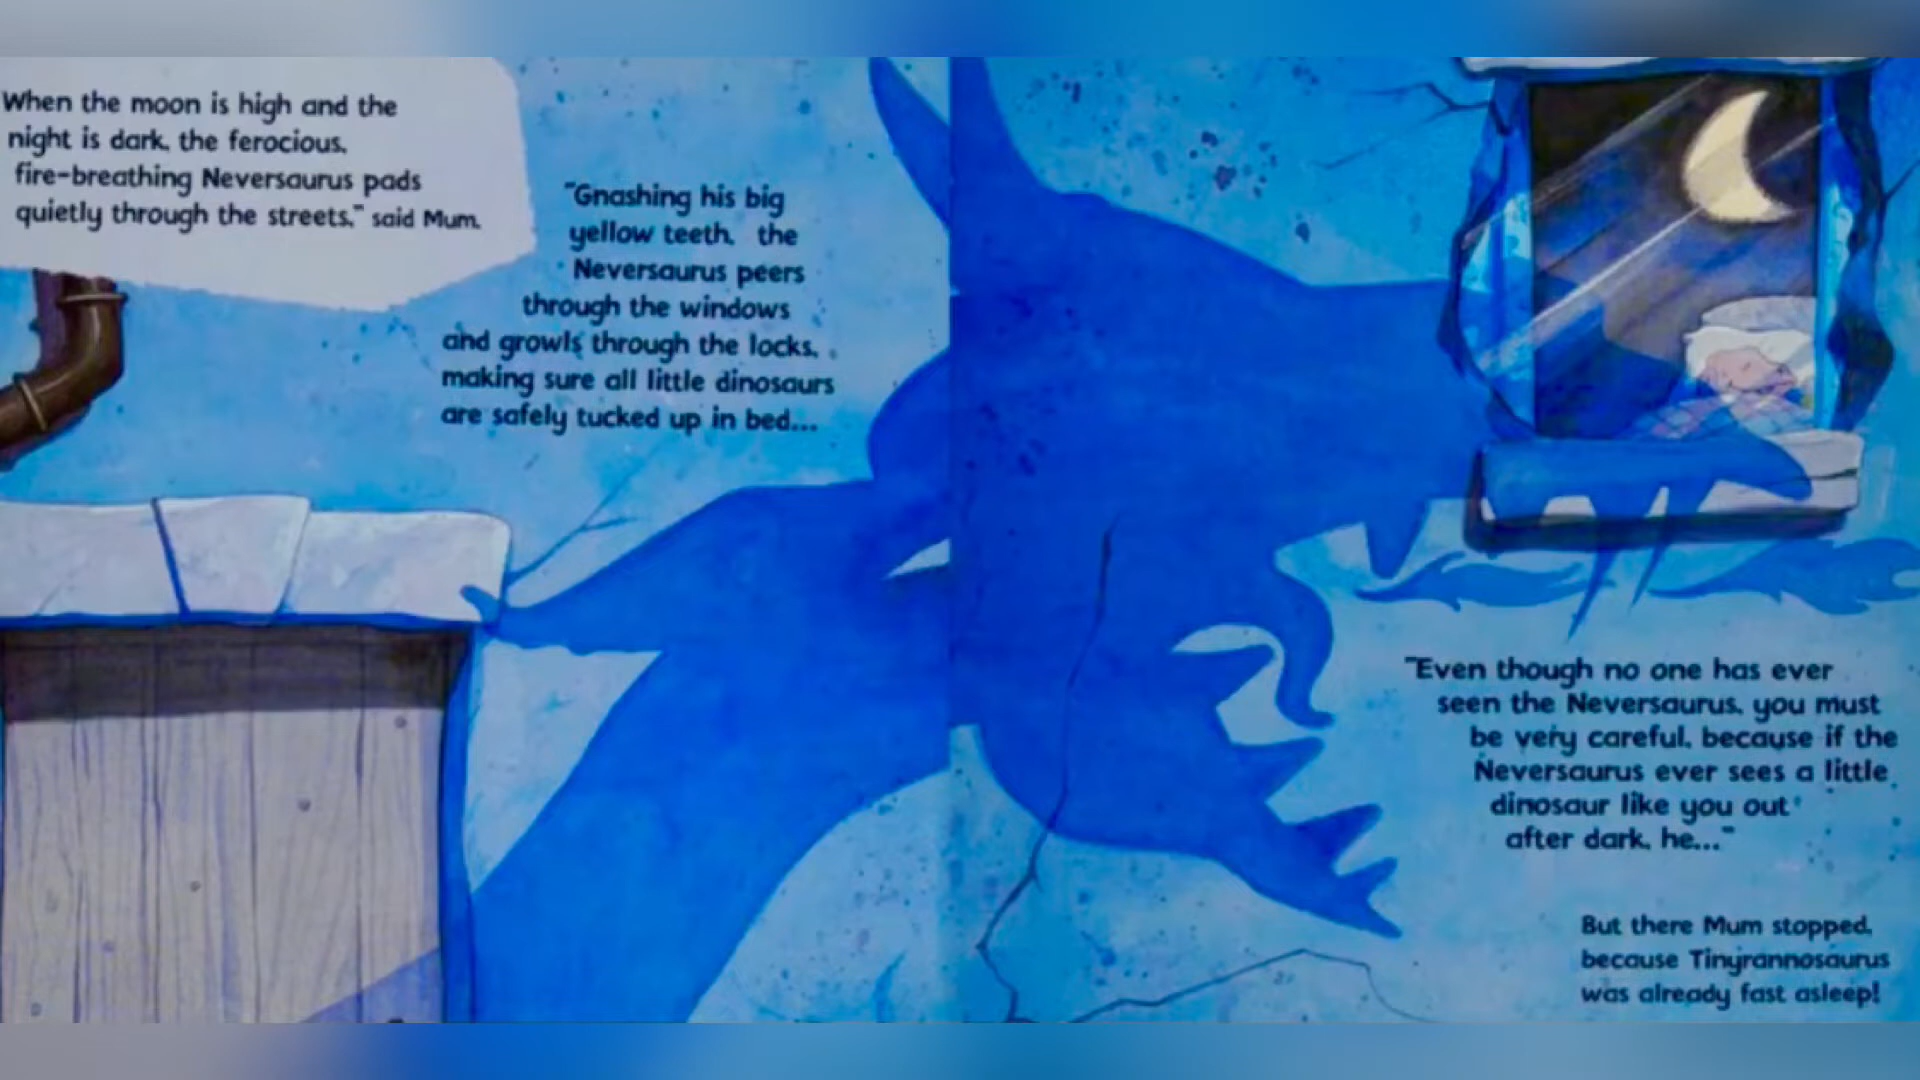 When the moon is high and the
night is dark, the ferocious,
fire-breathing Neversaurus pads
quietly through the streets," said Mum.
"Gnashing his big
yellow teeth, the
Neversaurus peers
through the windows
and growls through the locks,
making sure all little dinosaurs
are safely tucked up in bed...
"Even though no one has ever
seen the Neversaurus, you must
be very careful, because if the
Neversaurus ever sees a little
dinosaur like you out
after dark, he..."
But there Mum stopped,
because Tinyrannosaurus
was already fast asleep!